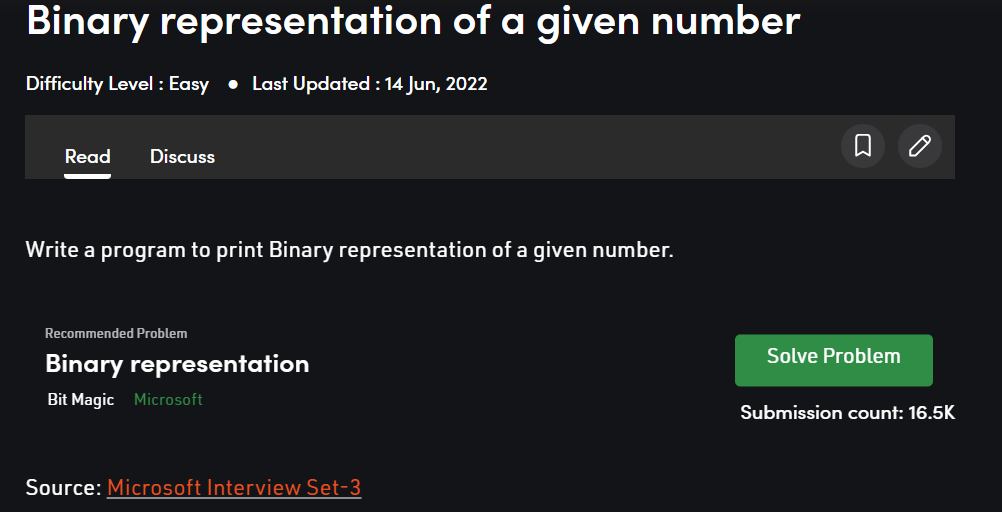 Binary representation of a given number
Difficulty Level : Easy ● Last Updated : 14 Jun, 2022
Read Discuss
Write a program to print Binary representation of a given number.
Recommended Problem
Binary representation
Bit Magic Microsoft
Solve Problem
Submission count: 16.5K
Source: Microsoft Interview Set-3